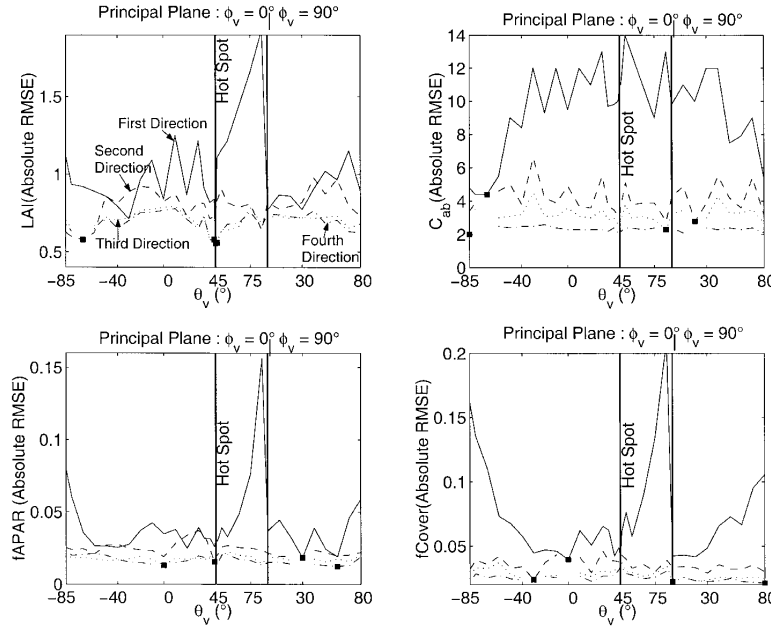 Principal Plane : ϕv = 0° ϕv = 90°
LAI(Absolute RMSE)
1.5
1
0.5
First Direction
Second Direction
Third Direction
Fourth Direction
Hot Spot
−85 −40 0 45 75 30 80
θv (°)
Principal Plane : ϕv = 0° ϕv = 90°
Cab(Absolute RMSE)
14
12
10
8
6
4
2
0
Hot Spot
−85 −40 0 45 75 30 80
θv (°)
Principal Plane : ϕv = 0° ϕv = 90°
fAPAR (Absolute RMSE)
0.15
0.1
0.05
0
Hot Spot
−85 −40 0 45 75 30 80
θv (°)
Principal Plane : ϕv = 0° ϕv = 90°
fCover(Absolute RMSE)
0.2
0.15
0.1
0.05
Hot Spot
−85 −40 0 45 75 30 80
θv (°)